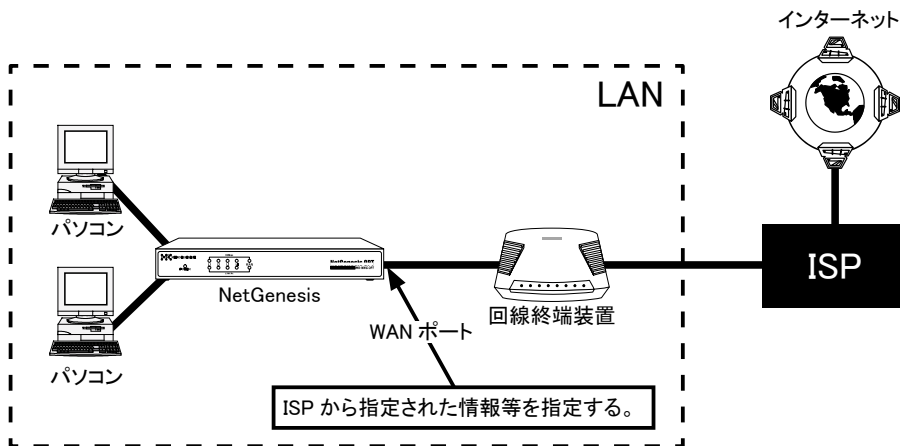 インターネット
LAN
パソコン
NetGenesis OPT
NetGenesis
ISP
WAN ポート
回線終端装置
パソコン
ISP から指定された情報等を指定する。